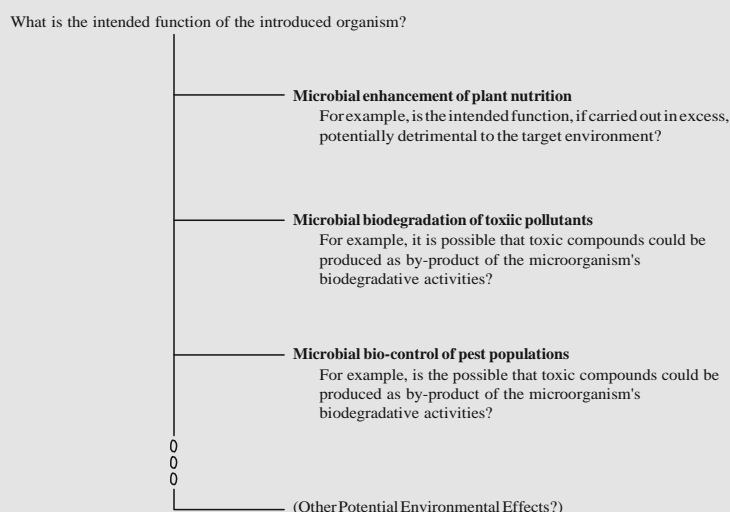 What is the intended function of the introduced organism?
Microbial enhancement of plant nutrition
For example, is the intended function, if carried out in excess,
potentially detrimental to the target environment?
Microbial biodegradation of toxiic pollutants
For example, it is possible that toxic compounds could be
produced as by-product of the microorganism's
biodegradative activities?
Microbial bio-control of pest populations
For example, is the possible that toxic compounds could be
produced as by-product of the microorganism's
biodegradative activities?
(Other Potential Environmental Effects?)